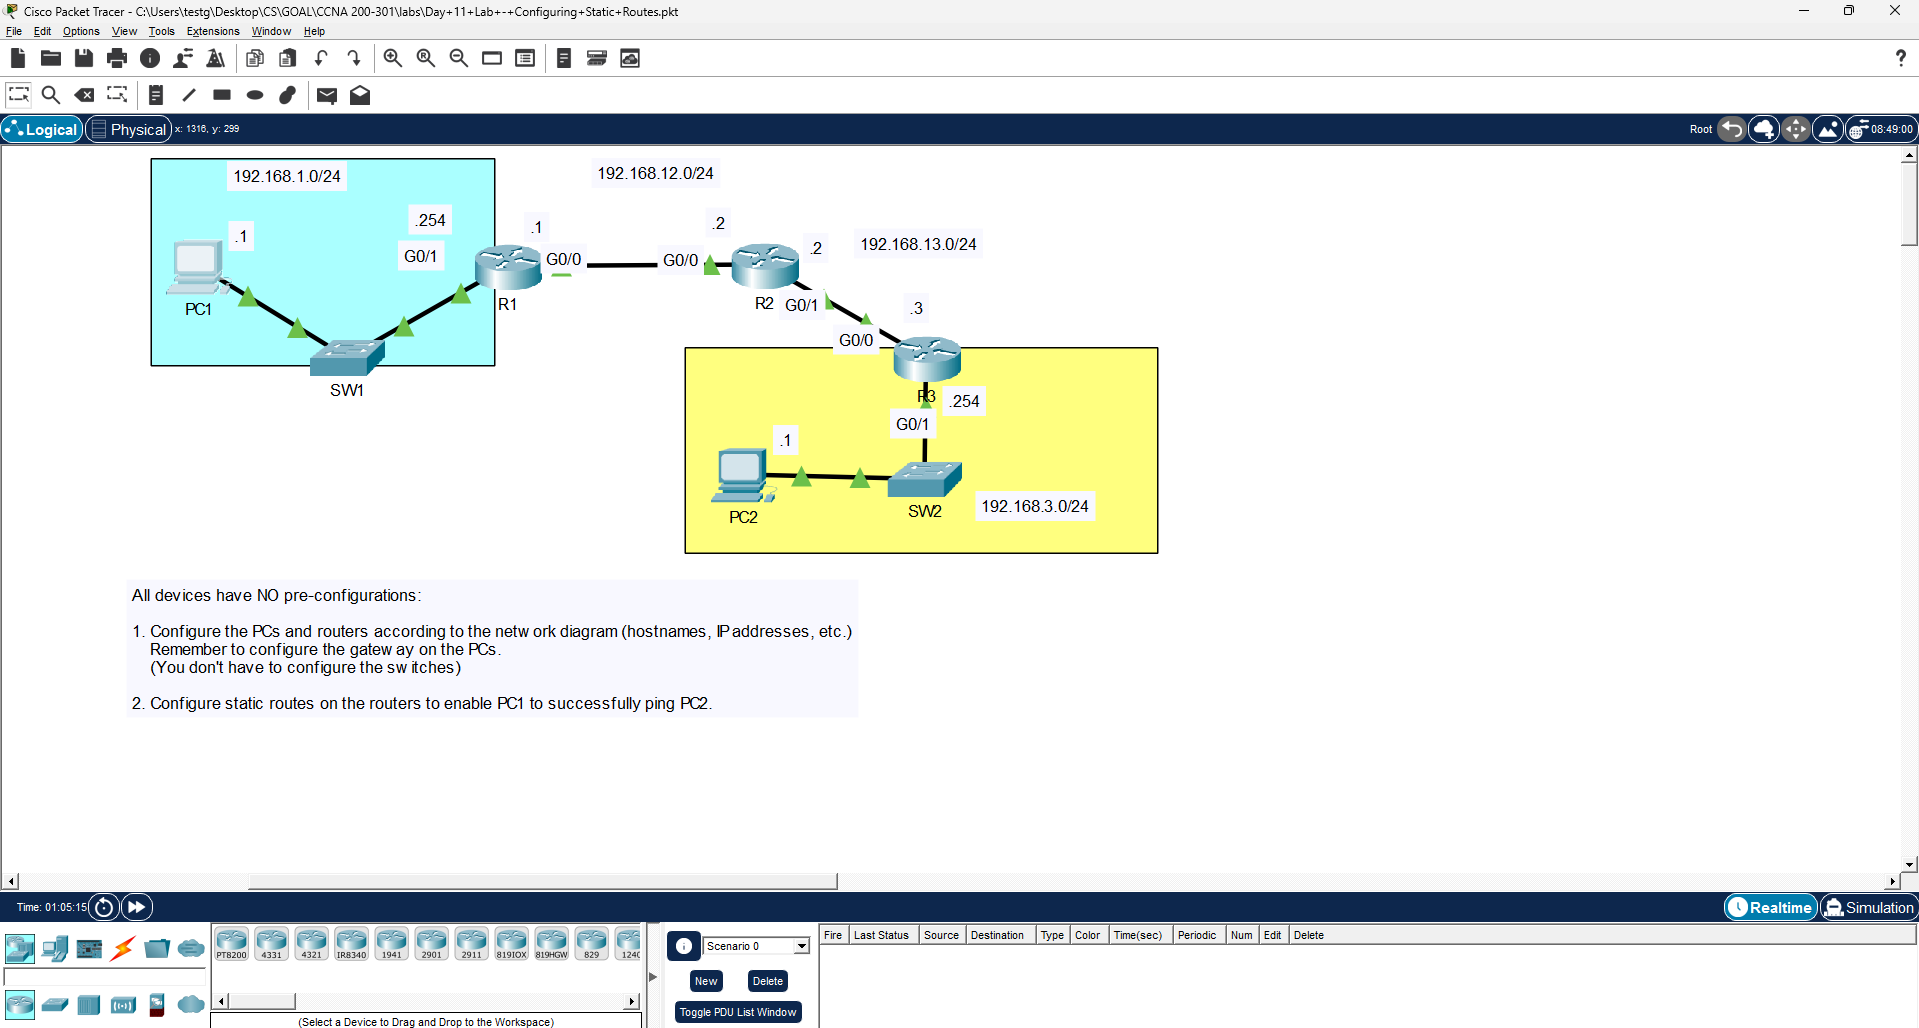 Cisco Packet Tracer - C:\Users\testg\Desktop\CS\GOAL\CCNA 200-301\labs\Day+11+Lab+-+Configuring+Static+Routes.pkt
File Edit Options View Tools Extensions Window Help
?
Logical Physical x: 1316, y: 299 Root 08:49:00
192.168.1.0/24
192.168.12.0/24
.254
.1
.2
.1
.2
192.168.13.0/24
G0/1
G0/0
G0/0
PC1
R1
R2
G0/1
.3
G0/0
SW1
R3
.254
G0/1
.1
PC2
SW2
192.168.3.0/24
All devices have NO pre-configurations:
1. Configure the PCs and routers according to the network diagram (hostnames, IP addresses, etc.)
Remember to configure the gateway on the PCs.
(You don't have to configure the switches)
2. Configure static routes on the routers to enable PC1 to successfully ping PC2.
Time: 01:05:15 Realtime Simulation
PT8200 4331 4321 IR8340 1941 2901 2911 819IOX 819HGW 829 1240
Scenario 0
New Delete
Toggle PDU List Window
Fire Last Status Source Destination Type Color Time(sec) Periodic Num Edit Delete
(Select a Device to Drag and Drop to the Workspace)